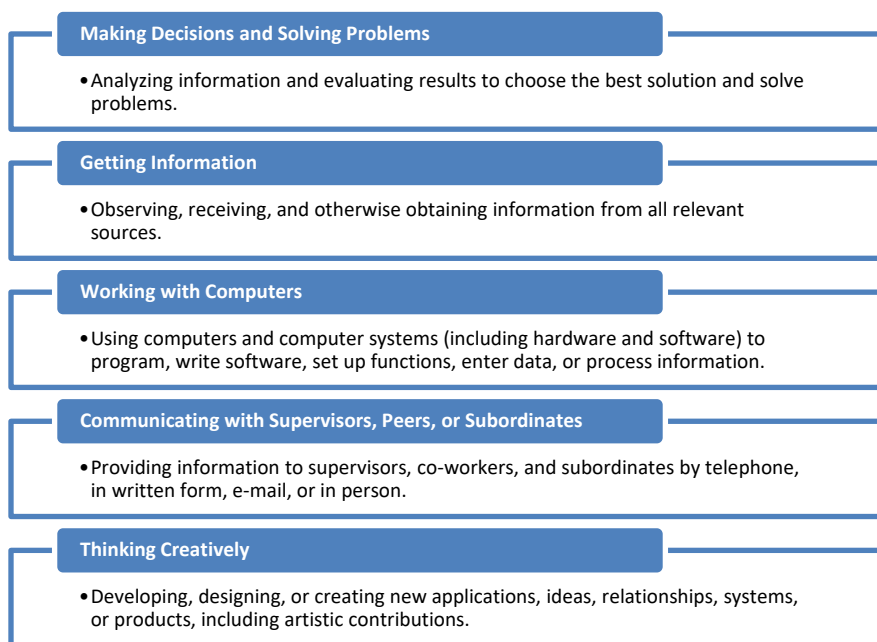 Making Decisions and Solving Problems
•Analyzing information and evaluating results to choose the best solution and solve
problems.
Getting Information
•Observing, receiving, and otherwise obtaining information from all relevant
sources.
Working with Computers
•Using computers and computer systems (including hardware and software) to
program, write software, set up functions, enter data, or process information.
Communicating with Supervisors, Peers, or Subordinates
•Providing information to supervisors, co-workers, and subordinates by telephone,
in written form, e-mail, or in person.
Thinking Creatively
•Developing, designing, or creating new applications, ideas, relationships, systems,
or products, including artistic contributions.